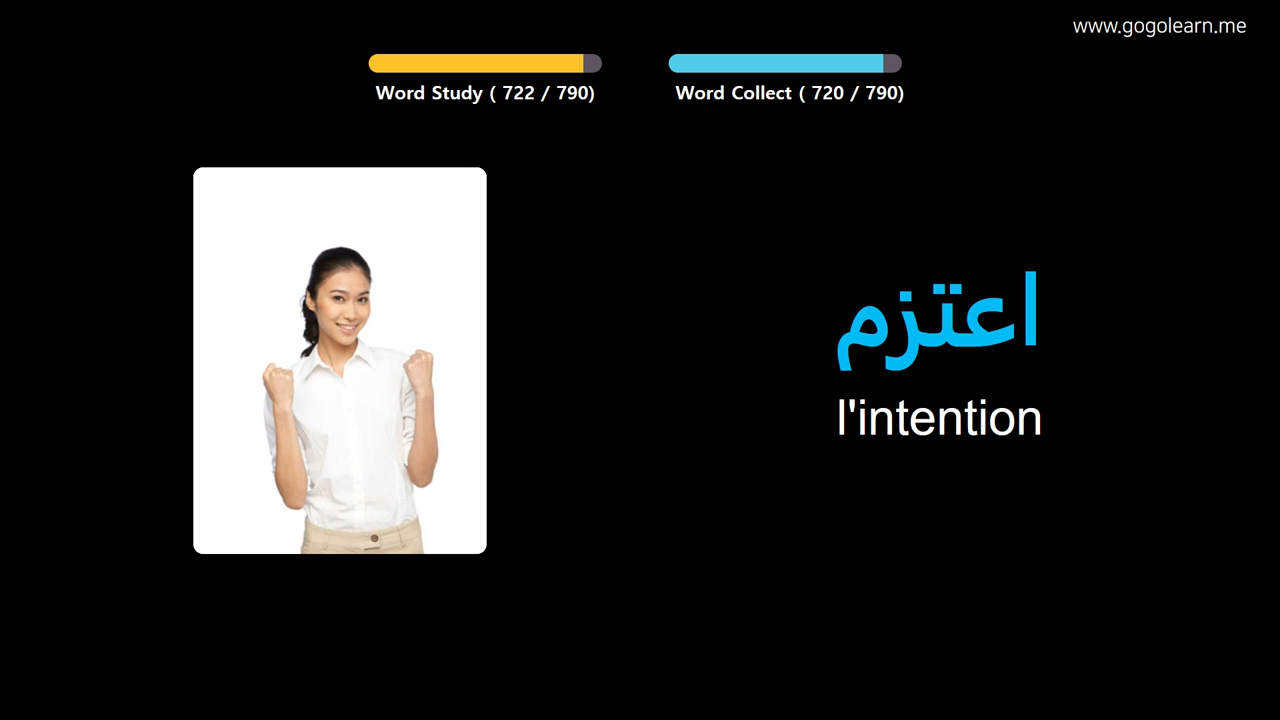 www.gogolearn.me
Word Study ( 722 / 790)
Word Collect ( 720 / 790)
اعتزم
l'intention